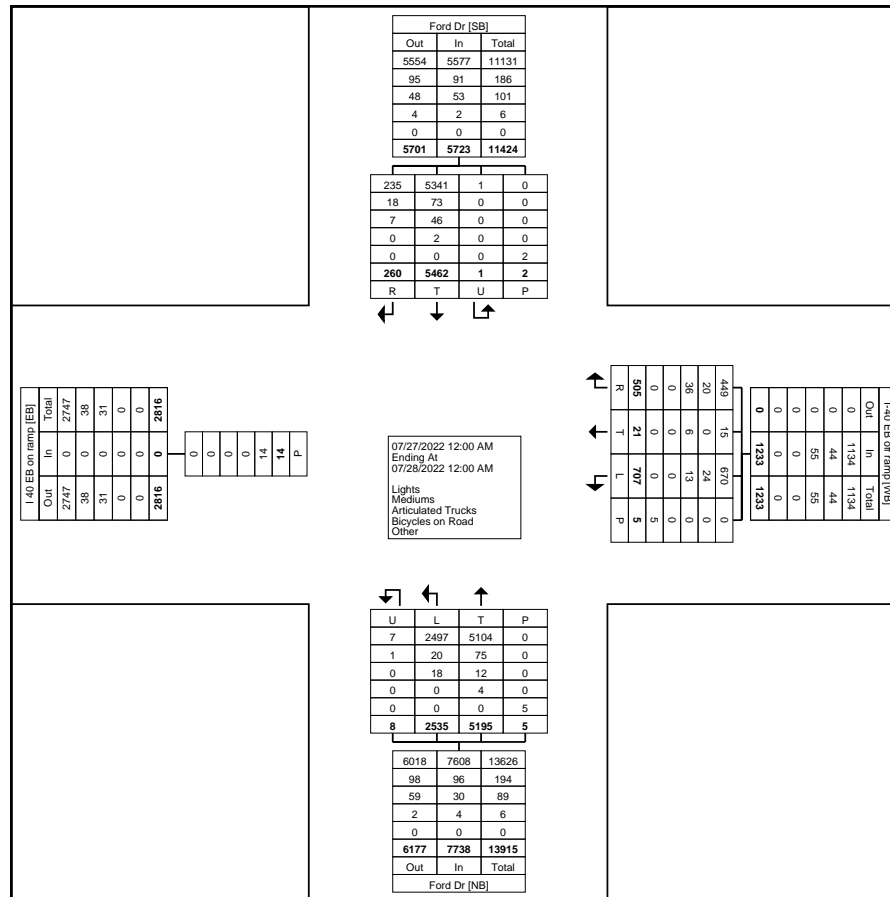 Ford Dr [SB]
Out In Total
5554 5577 11131
95 91 186
48 53 101
4 2 6
0 0 0
5701 5723 11424
235 5341 1 0
18 73 0 0
7 46 0 0
0 2 0 0
0 0 0 2
260 5462 1 2
R T U P
I 40 EB on ramp [EB]
Total In Out
2747 0 2747
38 0 38
31 0 31
0 0 0
0 0 0
2816 0 2816
0
0
0
0
14
14
P
07/27/2022 12:00 AM
Ending At
07/28/2022 12:00 AM
Lights
Mediums
Articulated Trucks
Bicycles on Road
Other
R T L P
505 21 707 5
0 0 0 5
0 0 0 0
36 6 13 0
20 0 24 0
449 15 670 0
I-40 EB off ramp [WB]
Out In Total
0 1134 1134
0 44 44
0 55 55
0 0 0
0 0 0
0 1233 1233
U L T P
7 2497 5104 0
1 20 75 0
0 18 12 0
0 0 4 0
0 0 0 5
8 2535 5195 5
6018 7608 13626
98 96 194
59 30 89
2 4 6
0 0 0
6177 7738 13915
Out In Total
Ford Dr [NB]